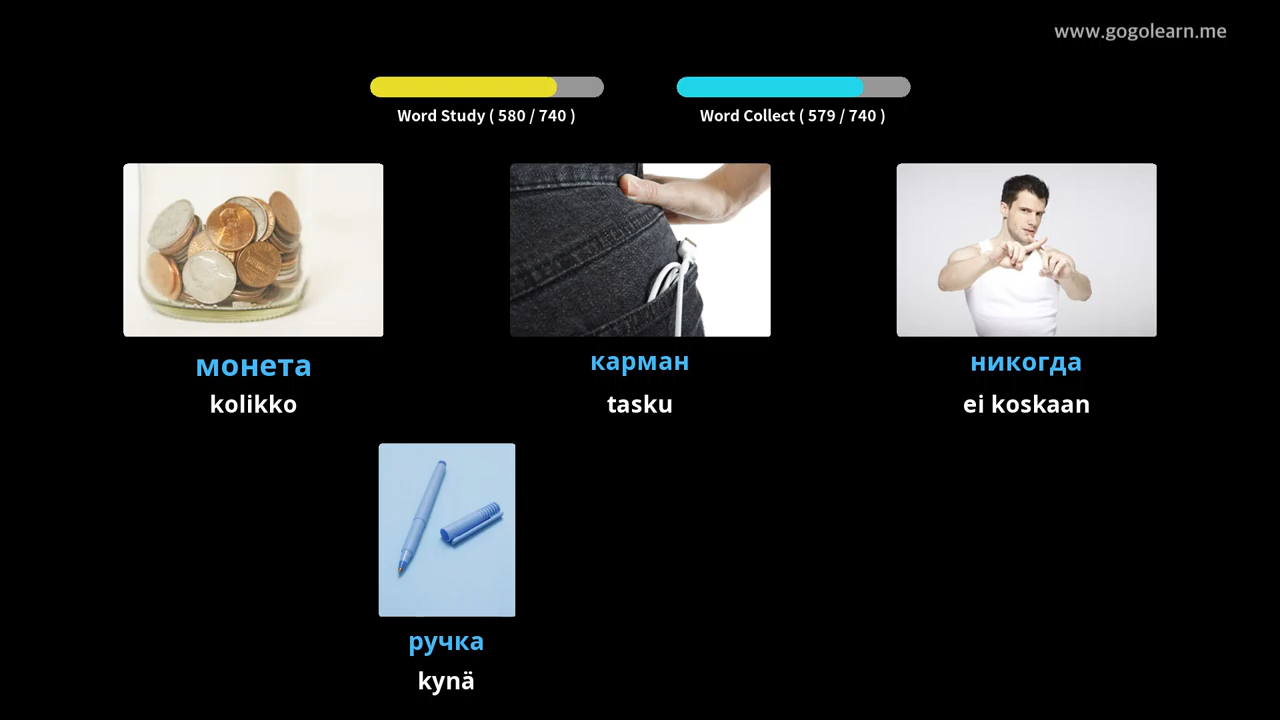 www.gogolearn.me
Word Study ( 580 / 740 )
Word Collect ( 579 / 740 )
монета
kolikko
карман
tasku
никогда
ei koskaan
ручка
kynä